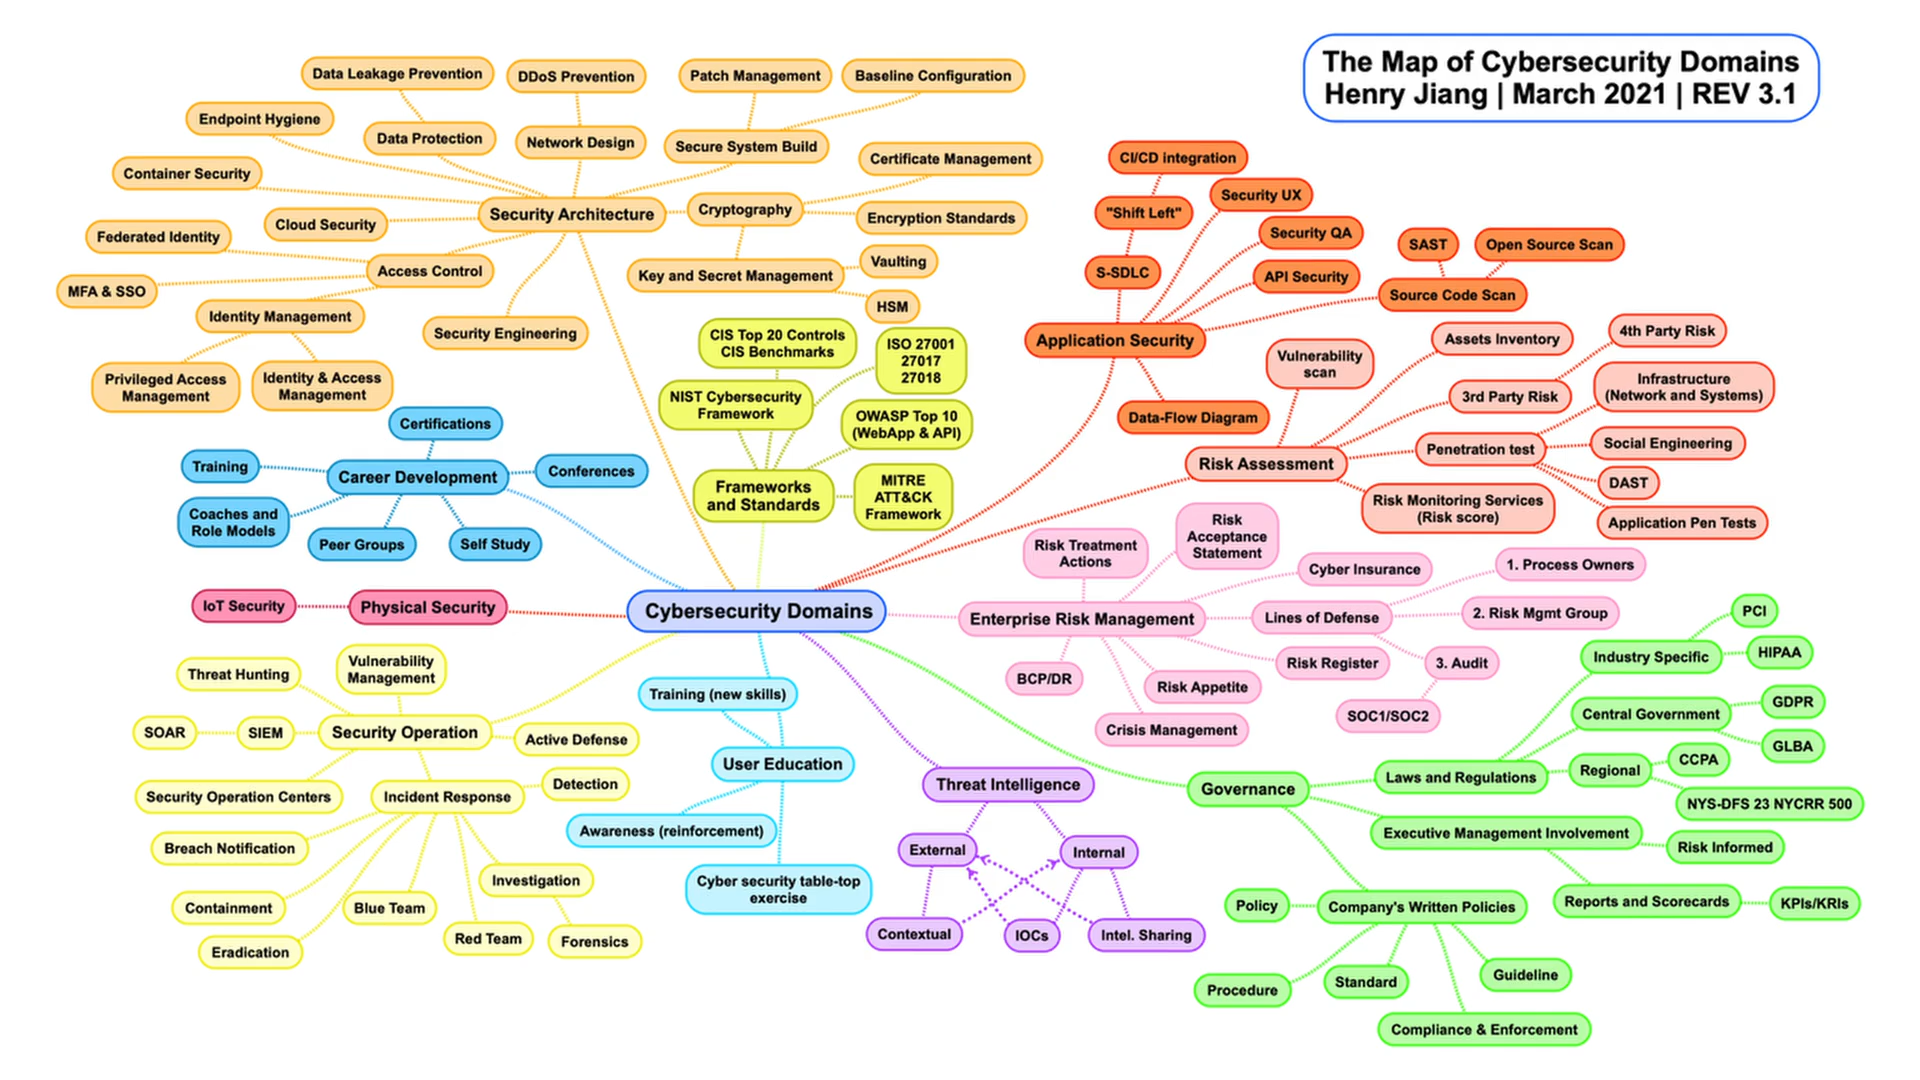 The Map of Cybersecurity Domains
Henry Jiang | March 2021 | REV 3.1
Data Leakage Prevention
DDoS Prevention
Patch Management
Baseline Configuration
Endpoint Hygiene
Data Protection
Network Design
Secure System Build
Container Security
Certificate Management
Security Architecture
Cryptography
Encryption Standards
Cloud Security
Federated Identity
Access Control
MFA & SSO
Key and Secret Management
Vaulting
HSM
Identity Management
Security Engineering
Privileged Access
Management
Identity & Access
Management
CIS Top 20 Controls
CIS Benchmarks
ISO 27001
27017
27018
NIST Cybersecurity
Framework
OWASP Top 10
(WebApp & API)
Frameworks
and Standards
MITRE
ATT&CK
Framework
CI/CD integration
"Shift Left"
Security UX
Security QA
S-SDLC
API Security
SAST
Open Source Scan
Source Code Scan
Application Security
Data-Flow Diagram
Vulnerability
scan
Assets Inventory
4th Party Risk
3rd Party Risk
Infrastructure
(Network and Systems)
Risk Assessment
Penetration test
Social Engineering
DAST
Risk Monitoring Services
(Risk score)
Application Pen Tests
Certifications
Training
Career Development
Conferences
Coaches and
Role Models
Peer Groups
Self Study
IoT Security
Physical Security
Cybersecurity Domains
Risk Treatment
Actions
Risk
Acceptance
Statement
Cyber Insurance
1. Process Owners
Enterprise Risk Management
Lines of Defense
2. Risk Mgmt Group
BCP/DR
Risk Appetite
Risk Register
3. Audit
SOC1/SOC2
Crisis Management
Threat Hunting
Vulnerability
Management
SOAR
SIEM
Security Operation
Active Defense
Security Operation Centers
Incident Response
Detection
Breach Notification
Investigation
Containment
Blue Team
Red Team
Forensics
Eradication
Training (new skills)
User Education
Awareness (reinforcement)
Cyber security table-top
exercise
Threat Intelligence
External
Internal
Contextual
IOCs
Intel. Sharing
PCI
Industry Specific
HIPAA
Central Government
GDPR
GLBA
Governance
Laws and Regulations
Regional
CCPA
NYS-DFS 23 NYCRR 500
Executive Management Involvement
Risk Informed
Reports and Scorecards
KPIs/KRIs
Policy
Company's Written Policies
Procedure
Standard
Guideline
Compliance & Enforcement